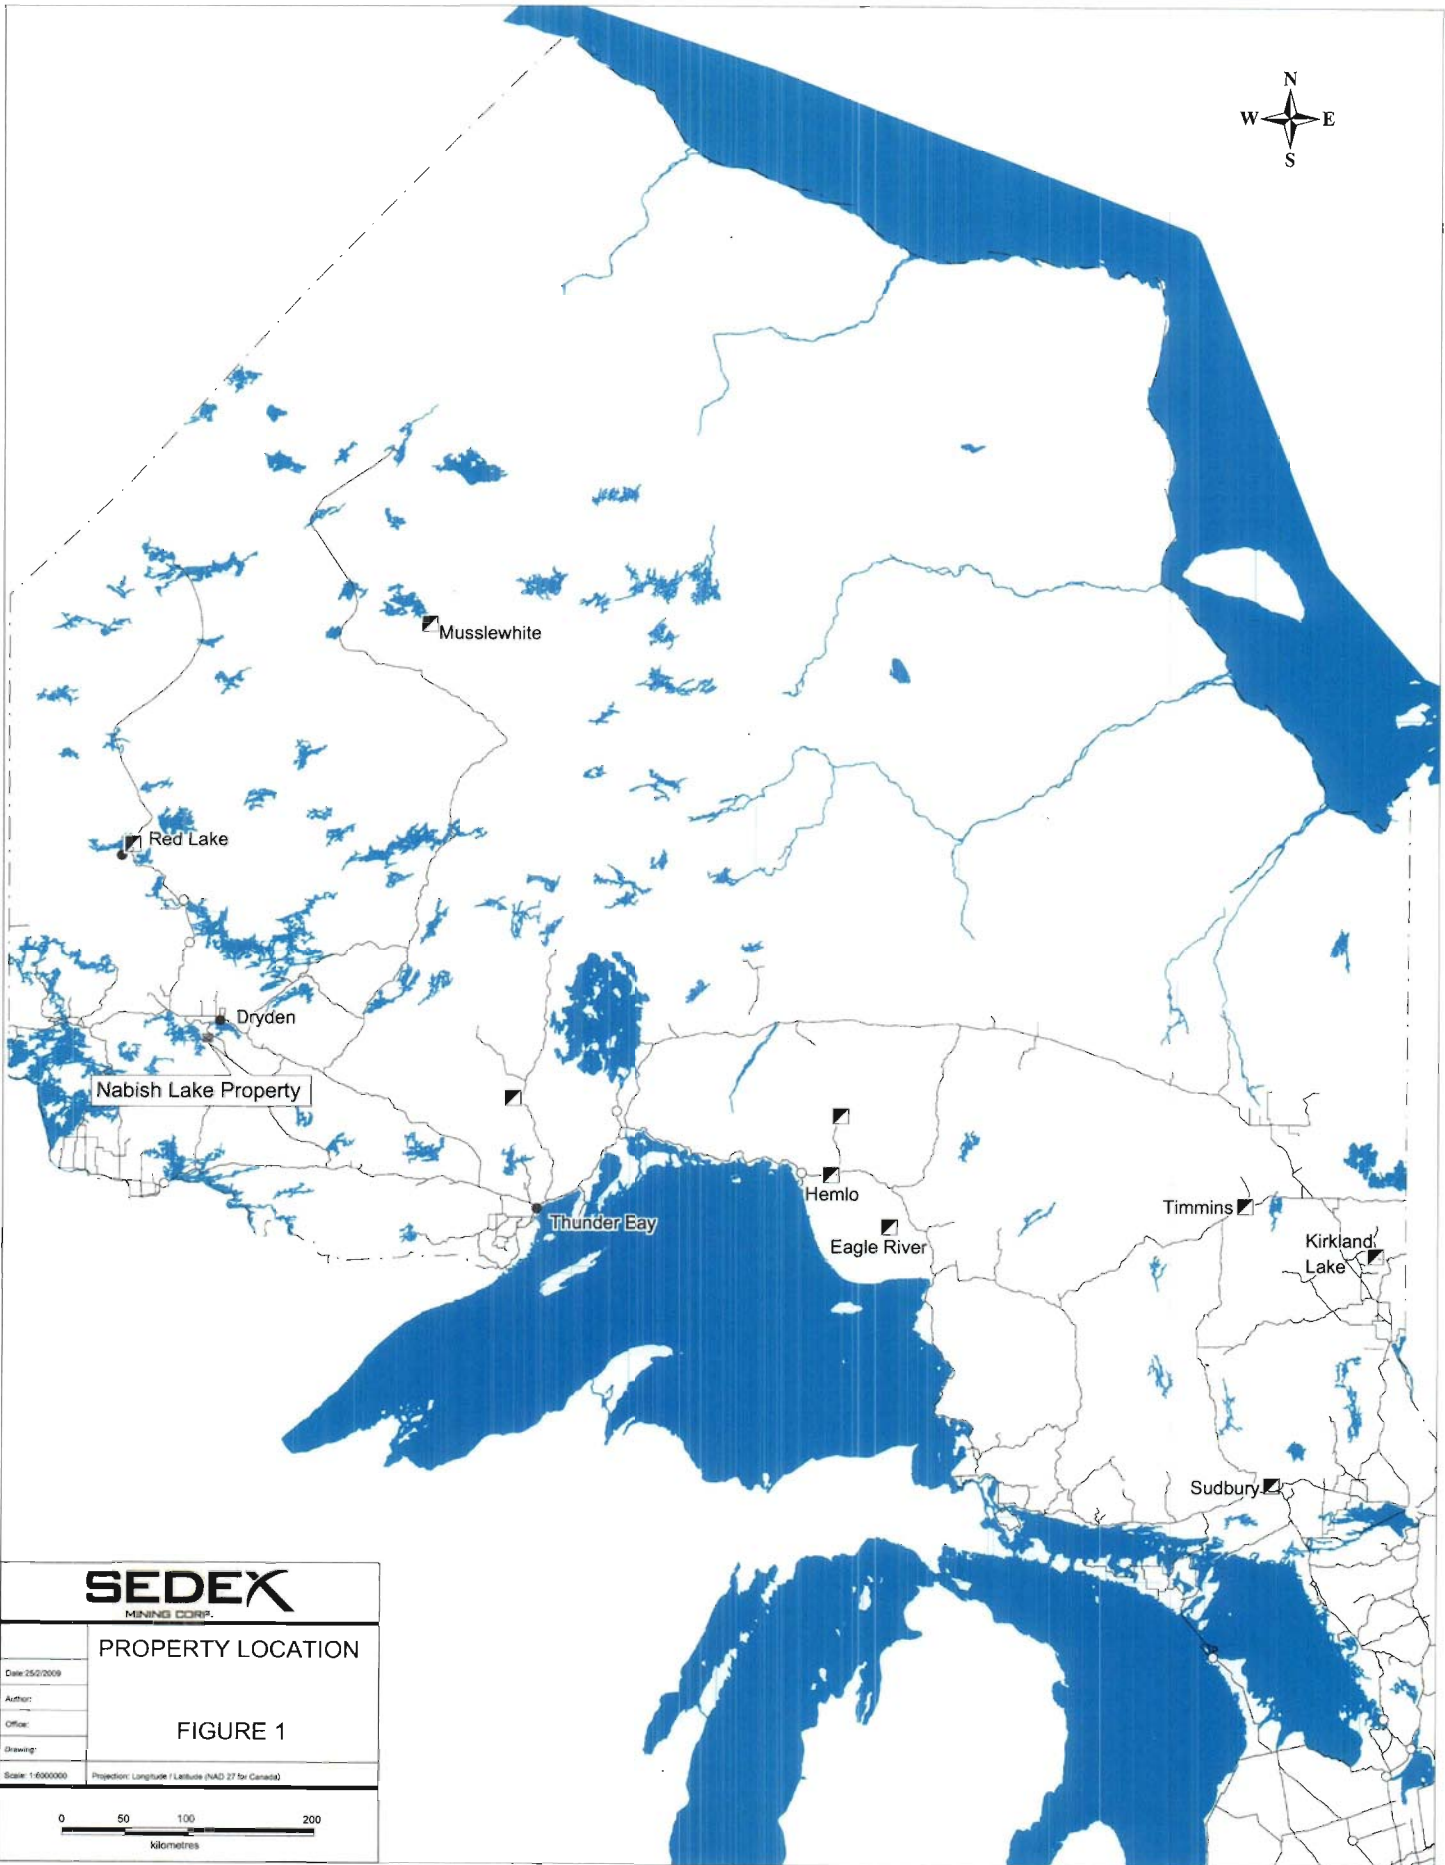 N
W E
S
Musslewhite
Red Lake
Dryden
Nabish Lake Property
Hemlo
Thunder Eay
Eagle River
Timmins
Kirkland
Lake
Sudbury
SEDEX
MINING CORP.
PROPERTY LOCATION
Date:25/2/2009
Author:
Office:
FIGURE 1
Drawing:
Scale: 1:6000000
Projection: Longitude / Latitude (NAD 27 for Canada)
0 50 100 200
kilometres